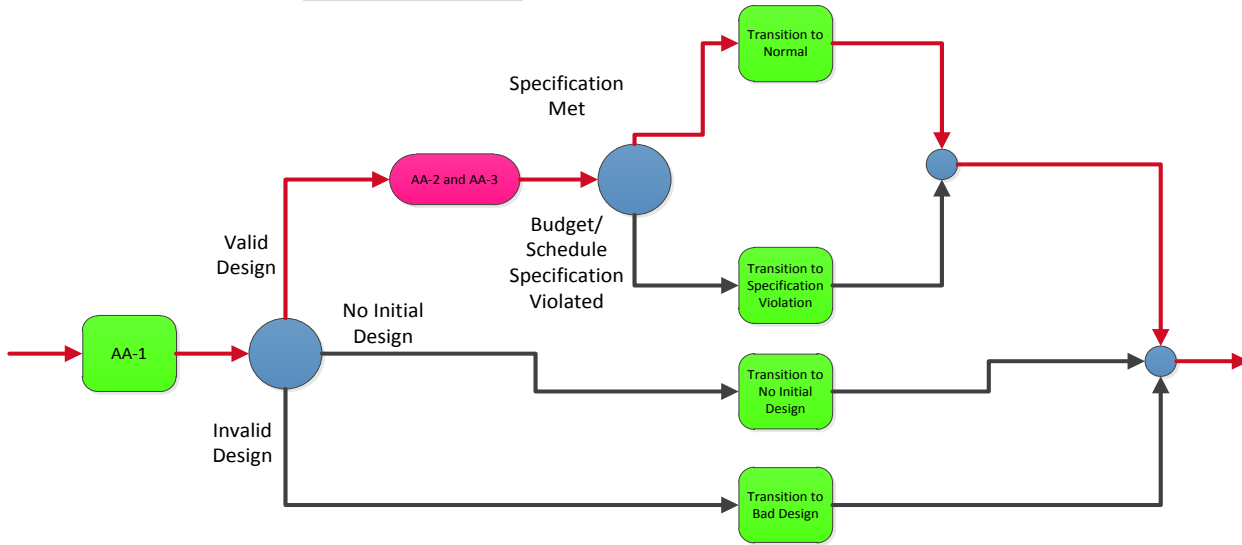 Transition to
Normal
Specification
Met
AA-2 and AA-3
Budget/
Schedule
Specification
Violated
Valid
Design
Transition to
Specification
Violation
No Initial
Design
AA-1
Transition to
No Initial
Design
Invalid
Design
Transition to
Bad Design